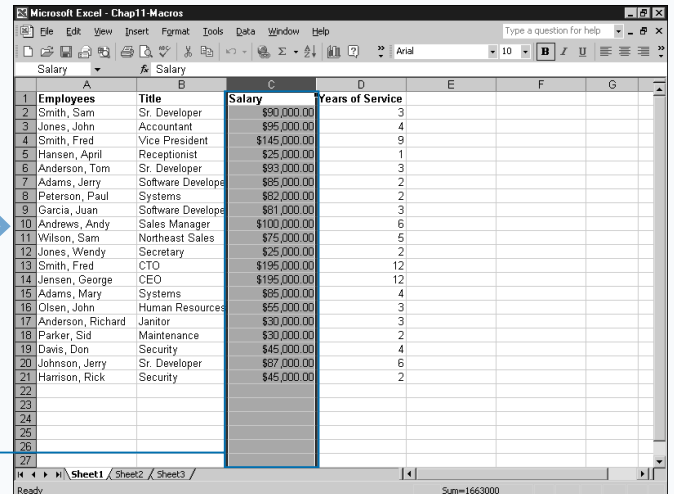 Microsoft Excel - Chap11-Macros
File Edit View Insert Format Tools Data Window Help Type a question for help
Arial 10 B I U
Salary fx Salary
A B C D E F G
1 Employees Title Salary Years of Service
2 Smith, Sam Sr. Developer $90,000.00 3
3 Jones, John Accountant $95,000.00 4
4 Smith, Fred Vice President $145,000.00 9
5 Hansen, April Receptionist $25,000.00 1
6 Anderson, Tom Sr. Developer $93,000.00 3
7 Adams, Jerry Software Develope $85,000.00 2
8 Peterson, Paul Systems $82,000.00 2
9 Garcia, Juan Software Develope $81,000.00 3
10 Andrews, Andy Sales Manager $100,000.00 6
11 Wilson, Sam Northeast Sales $75,000.00 5
12 Jones, Wendy Secretary $25,000.00 2
13 Smith, Fred CTO $195,000.00 12
14 Jensen, George CEO $195,000.00 12
15 Adams, Mary Systems $85,000.00 4
16 Olsen, John Human Resources $55,000.00 3
17 Anderson, Richard Janitor $30,000.00 3
18 Parker, Sid Maintenance $30,000.00 2
19 Davis, Don Security $45,000.00 4
20 Johnson, Jerry Sr. Developer $87,000.00 6
21 Harrison, Rick Security $45,000.00 2
22
23
24
25
26
27
Sheet1 Sheet2 Sheet3
Ready Sum=1663000